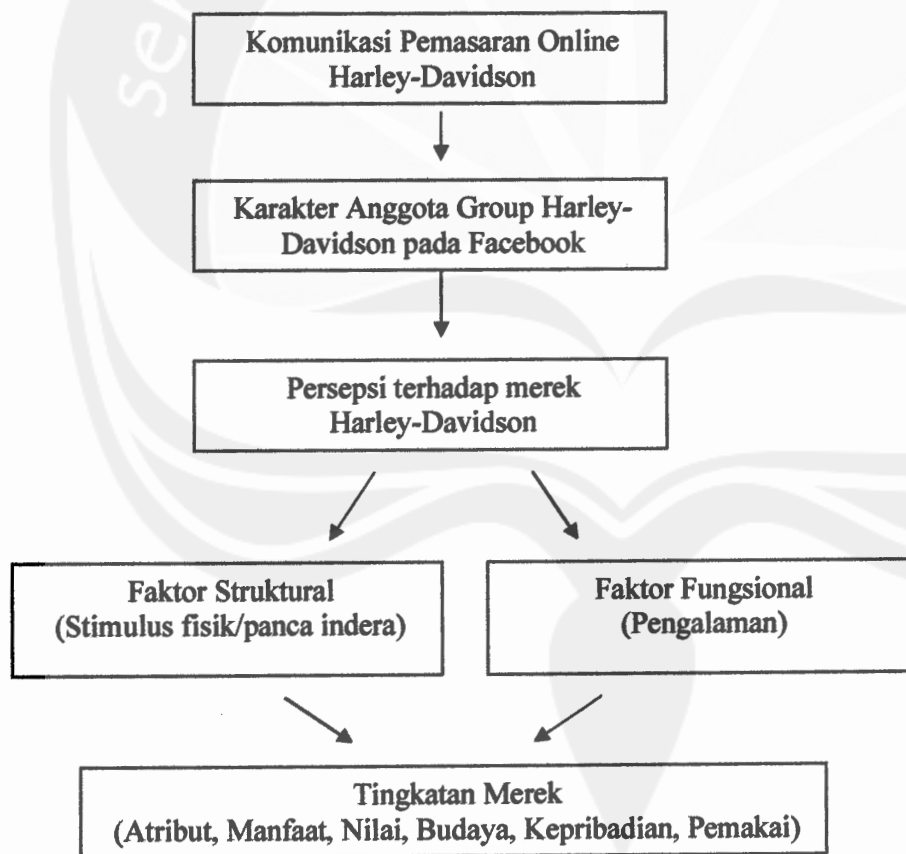 Komunikasi Pemasaran Online
Harley-Davidson
Karakter Anggota Group Harley-
Davidson pada Facebook
Persepsi terhadap merek
Harley-Davidson
Faktor Struktural
(Stimulus fisik/panca indera)
Faktor Fungsional
(Pengalaman)
Tingkatan Merek
(Atribut, Manfaat, Nilai, Budaya, Kepribadian, Pemakai)